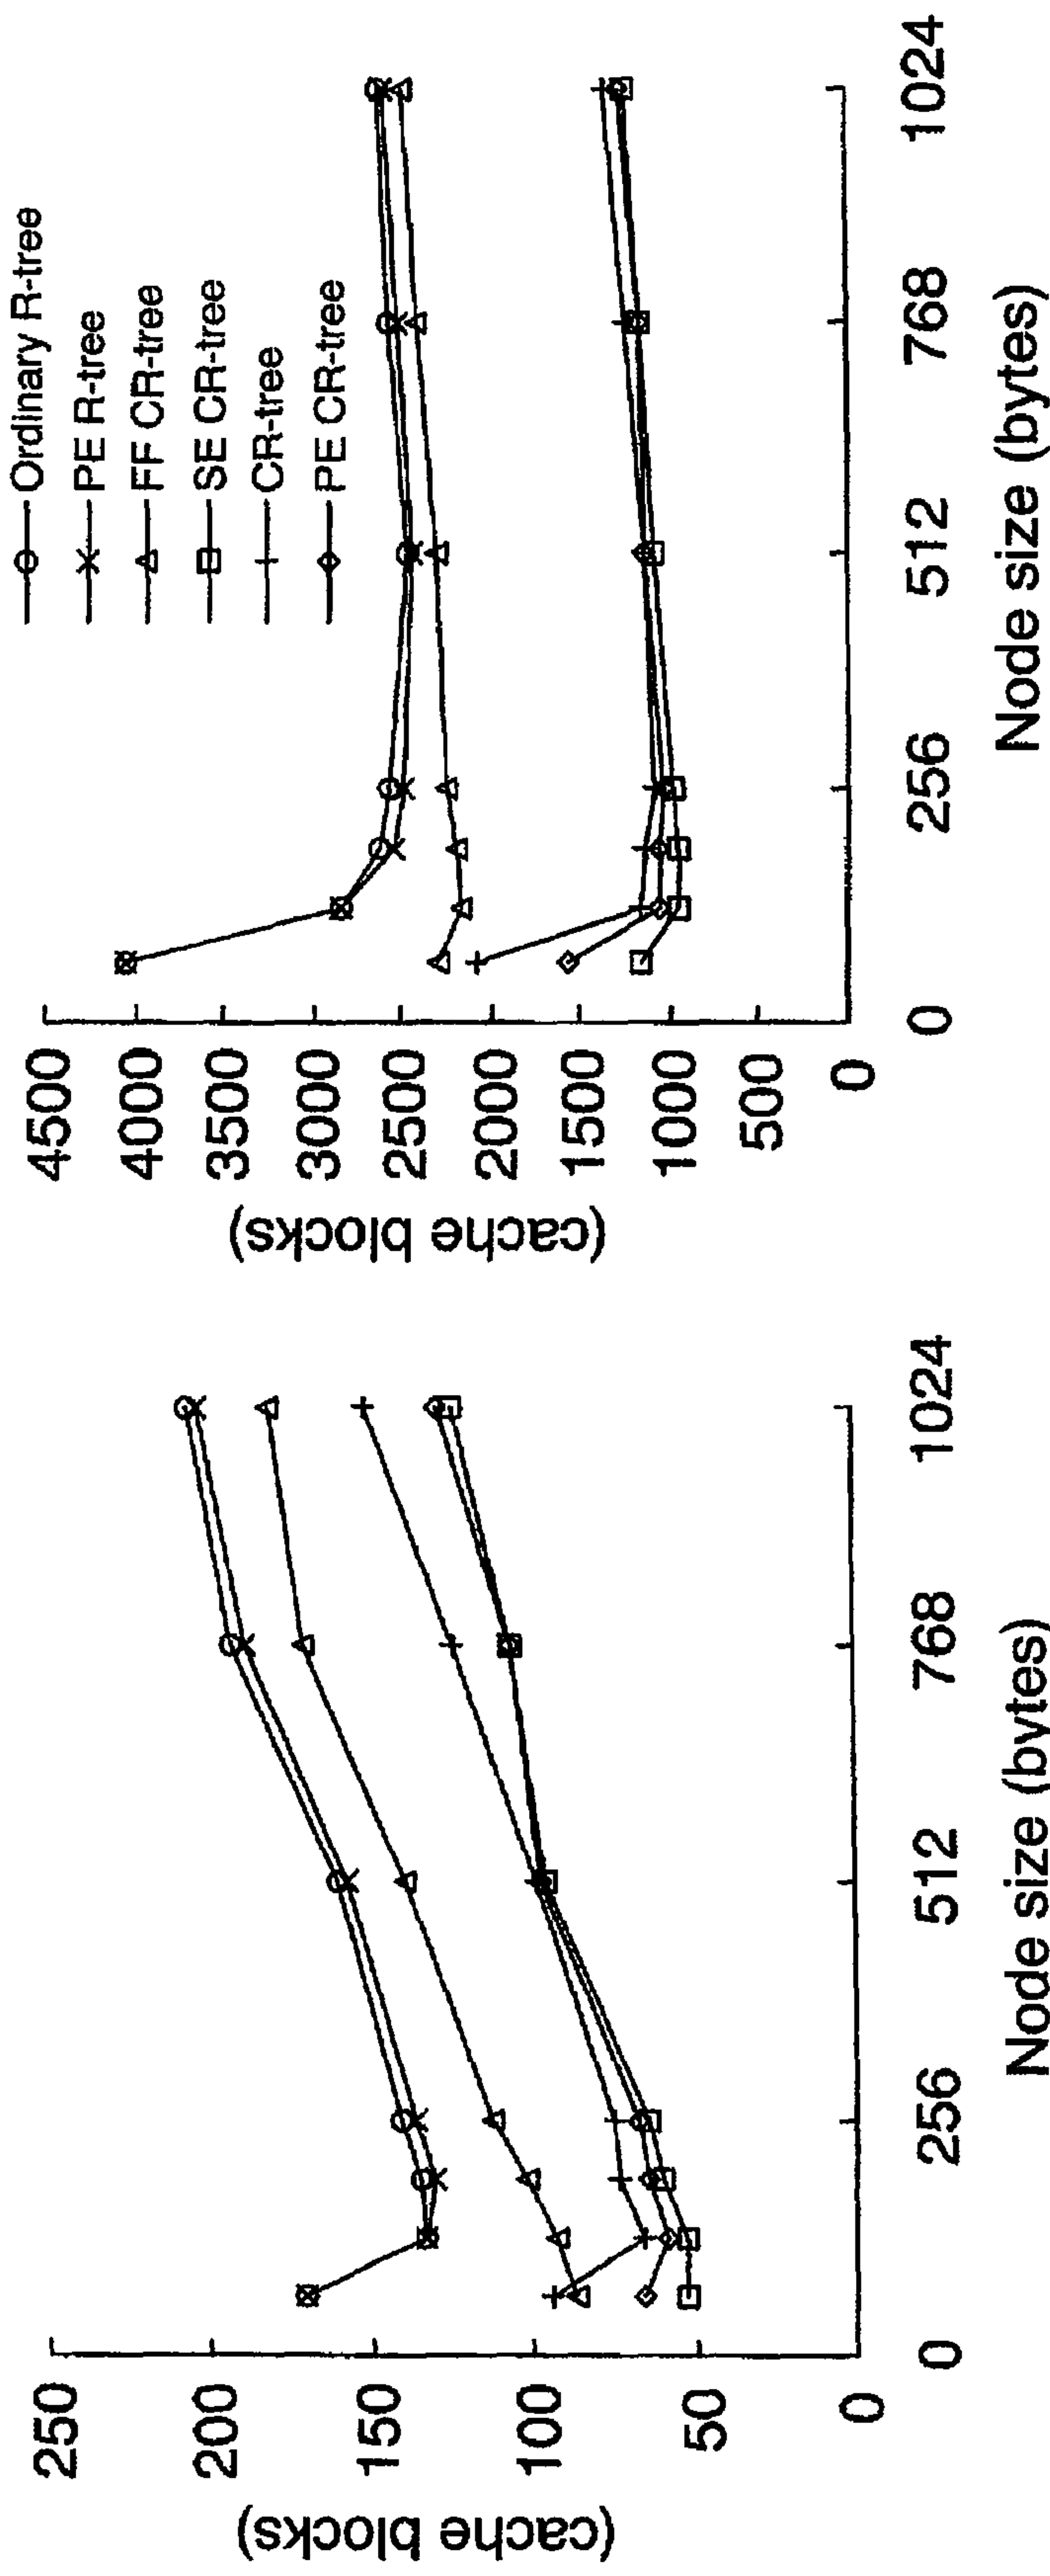 (cache blocks)
250
200
150
100
50
0
0
256
512
768
1024
Node size (bytes)
(cache blocks)
4500
4000
3500
3000
2500
2000
1500
1000
500
0
0
256
512
768
1024
Node size (bytes)
Ordinary R-tree
PE R-tree
FF CR-tree
SE CR-tree
CR-tree
PE CR-tree